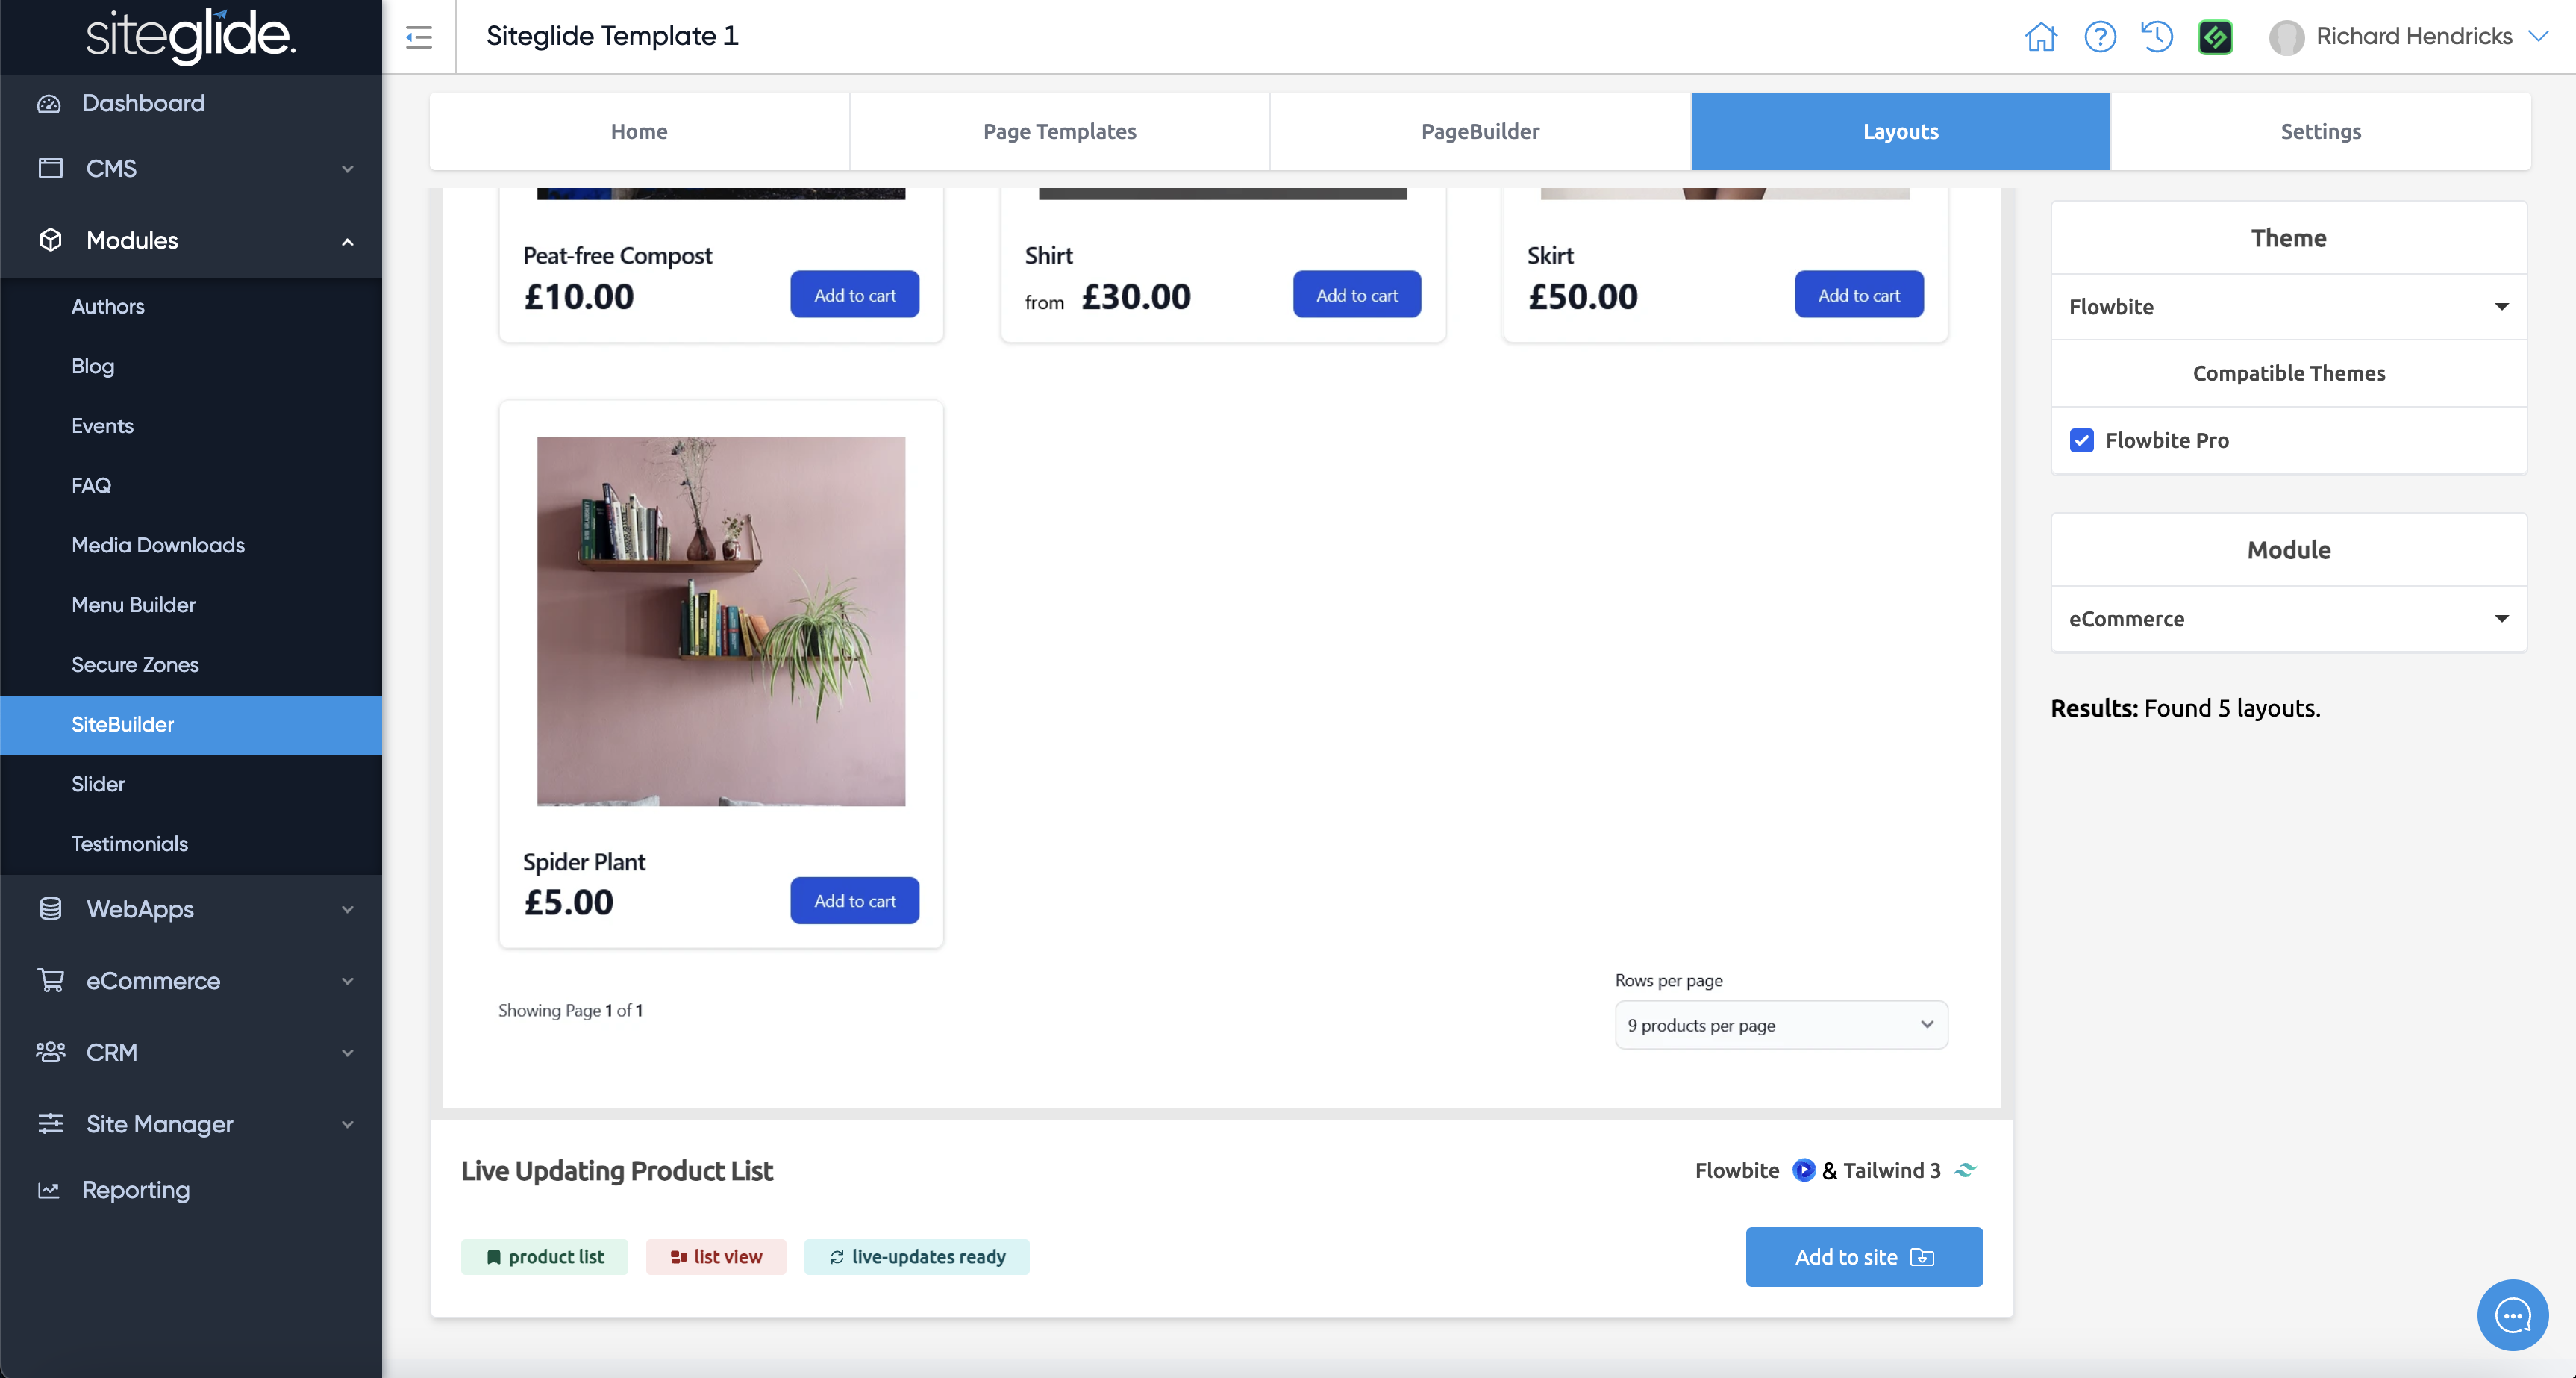 siteglide.
Siteglide Template 1
Richard Hendricks
Dashboard
CMS
Modules
Authors
Blog
Events
FAQ
Media Downloads
Menu Builder
Secure Zones
SiteBuilder
Slider
Testimonials
WebApps
eCommerce
CRM
Site Manager
Reporting
Home
Page Templates
PageBuilder
Layouts
Settings
Peat-free Compost
£10.00
Add to cart
Shirt
from £30.00
Add to cart
Skirt
£50.00
Add to cart
Spider Plant
£5.00
Add to cart
Showing Page 1 of 1
Rows per page
9 products per page
Live Updating Product List
Flowbite & Tailwind 3
product list
list view
live-updates ready
Add to site
Theme
Flowbite
Compatible Themes
Flowbite Pro
Module
eCommerce
Results: Found 5 layouts.